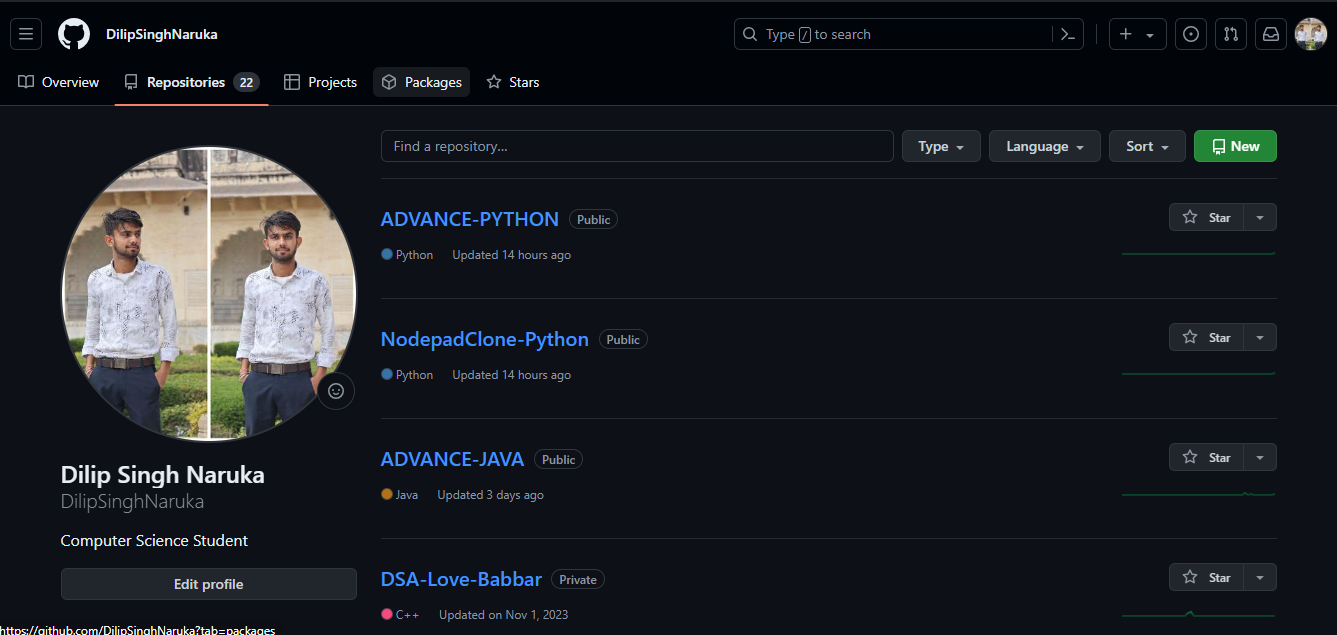 DilipSinghNaruka
Type / to search
Overview Repositories 22 Projects Packages Stars
Find a repository...
Type Language Sort New
ADVANCE-PYTHON Public Star
Python Updated 14 hours ago
NodepadClone-Python Public Star
Python Updated 14 hours ago
ADVANCE-JAVA Public Star
Java Updated 3 days ago
DSA-Love-Babbar Private Star
C++ Updated on Nov 1, 2023
Dilip Singh Naruka
DilipSinghNaruka
Computer Science Student
Edit profile
https://github.com/DilipSinghNaruka?tab=packages